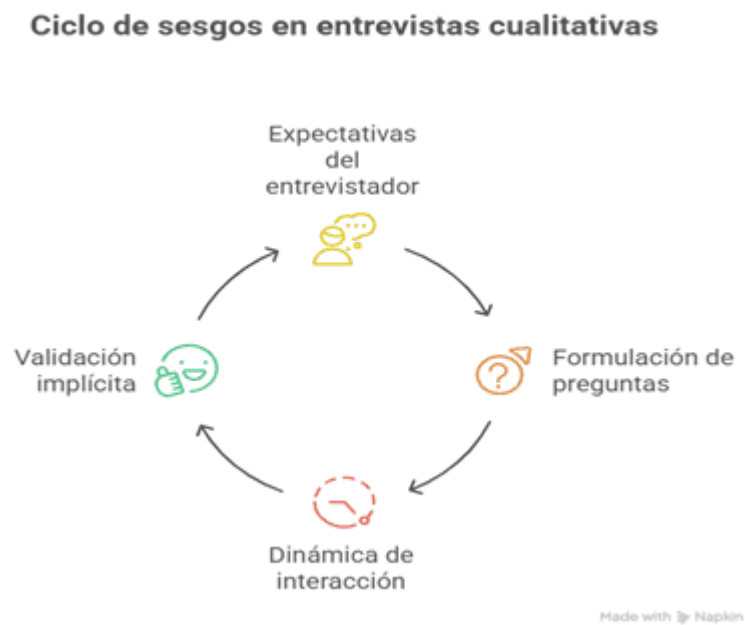 Ciclo de sesgos en entrevistas cualitativas
Expectativas
del
entrevistador
Validación
implícita
Formulación de
preguntas
Dinámica de
interacción
Made with Napkin